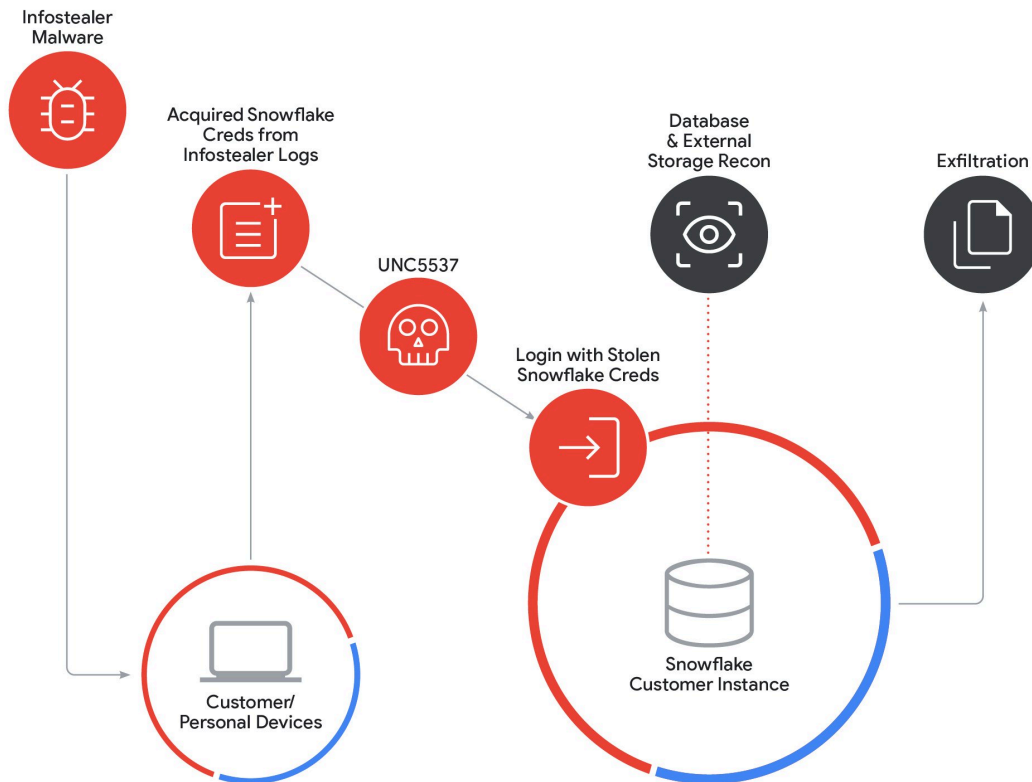 Infostealer
Malware
Acquired Snowflake
Creds from
Infostealer Logs
UNC5537
Login with Stolen
Snowflake Creds
Database
& External
Storage Recon
Exfiltration
Customer/
Personal Devices
Snowflake
Customer Instance